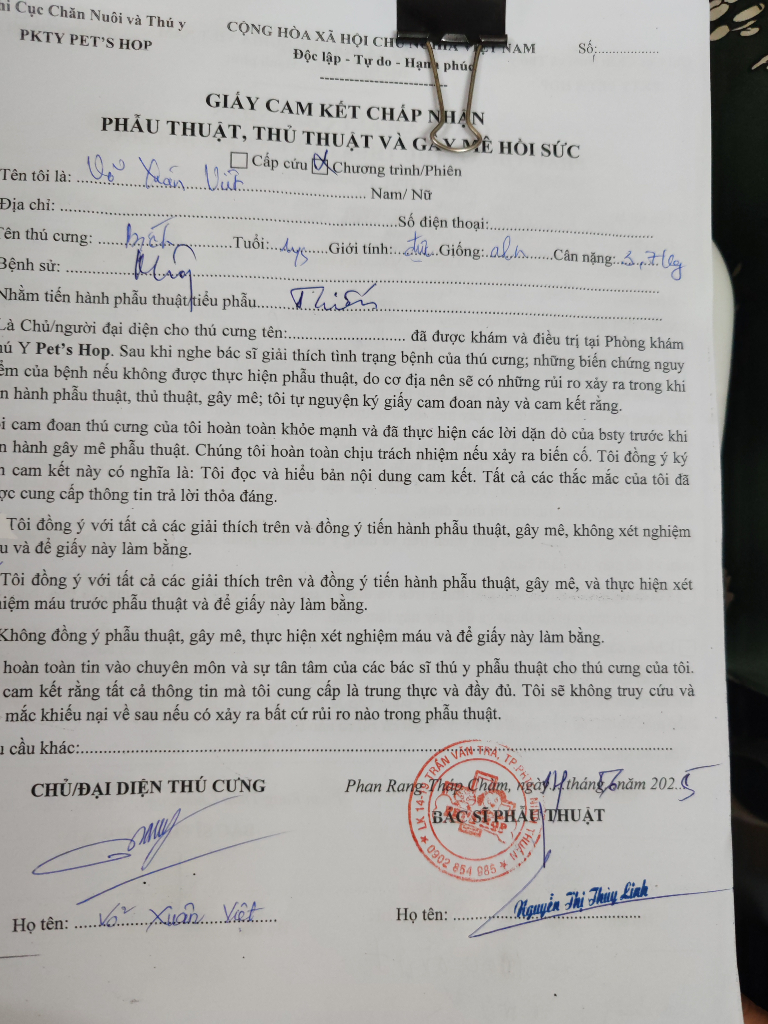 hi Cục Chăn Nuôi và Thú y
CỘNG HÒA XÃ HỘI CHỦ NGHĨA VIỆT NAM
Số:................
PKTY PET'S HOP
Độc lập - Tự do - Hạnh phúc
GIẤY CAM KẾT CHẤP NHẬN
PHẪU THUẬT, THỦ THUẬT VÀ GÂY MÊ HỒI SỨC
Cấp cứu Chương trình/Phiên
Tên tôi là: Võ Xuân Việt Nam/ Nữ
Địa chỉ: Số điện thoại:
Tên thú cưng: Tuổi: Giới tính: đực Giống: aln Cân nặng: 3,7kg
Bệnh sử:
Nhằm tiến hành phẫu thuật/tiểu phẫu Thiến
Là Chủ/người đại diện cho thú cưng tên: đã được khám và điều trị tại Phòng khám
hú Y Pet's Hop. Sau khi nghe bác sĩ giải thích tình trạng bệnh của thú cưng; những biến chứng nguy
ểm của bệnh nếu không được thực hiện phẫu thuật, do cơ địa nên sẽ có những rủi ro xảy ra trong khi
n hành phẫu thuật, thủ thuật, gây mê; tôi tự nguyện ký giấy cam đoan này và cam kết rằng.
i cam đoan thú cưng của tôi hoàn toàn khỏe mạnh và đã thực hiện các lời dặn dò của bsty trước khi
n hành gây mê phẫu thuật. Chúng tôi hoàn toàn chịu trách nhiệm nếu xảy ra biến cố. Tôi đồng ý ký
n cam kết này có nghĩa là: Tôi đọc và hiểu bản nội dung cam kết. Tất cả các thắc mắc của tôi đã
ợc cung cấp thông tin trả lời thỏa đáng.
Tôi đồng ý với tất cả các giải thích trên và đồng ý tiến hành phẫu thuật, gây mê, không xét nghiệm
u và để giấy này làm bằng.
Tôi đồng ý với tất cả các giải thích trên và đồng ý tiến hành phẫu thuật, gây mê, và thực hiện xét
iệm máu trước phẫu thuật và để giấy này làm bằng.
Không đồng ý phẫu thuật, gây mê, thực hiện xét nghiệm máu và để giấy này làm bằng.
hoàn toàn tin vào chuyên môn và sự tân tâm của các bác sĩ thú y phẫu thuật cho thú cưng của tôi.
cam kết rằng tất cả thông tin mà tôi cung cấp là trung thực và đầy đủ. Tôi sẽ không truy cứu và
mắc khiếu nại về sau nếu có xảy ra bất cứ rủi ro nào trong phẫu thuật.
u cầu khác:
CHỦ/ĐẠI DIỆN THÚ CƯNG
Phan Rang Tháp Chàm, ngày 14 tháng 6 năm 2025
BÁC SĨ PHẪU THUẬT
LK 14-19 TRẦN VĂN TRÀ, TP.PHAN
0902 854 985
Họ tên: Võ Xuân Việt
Họ tên: Nguyễn Thị Thùy Linh